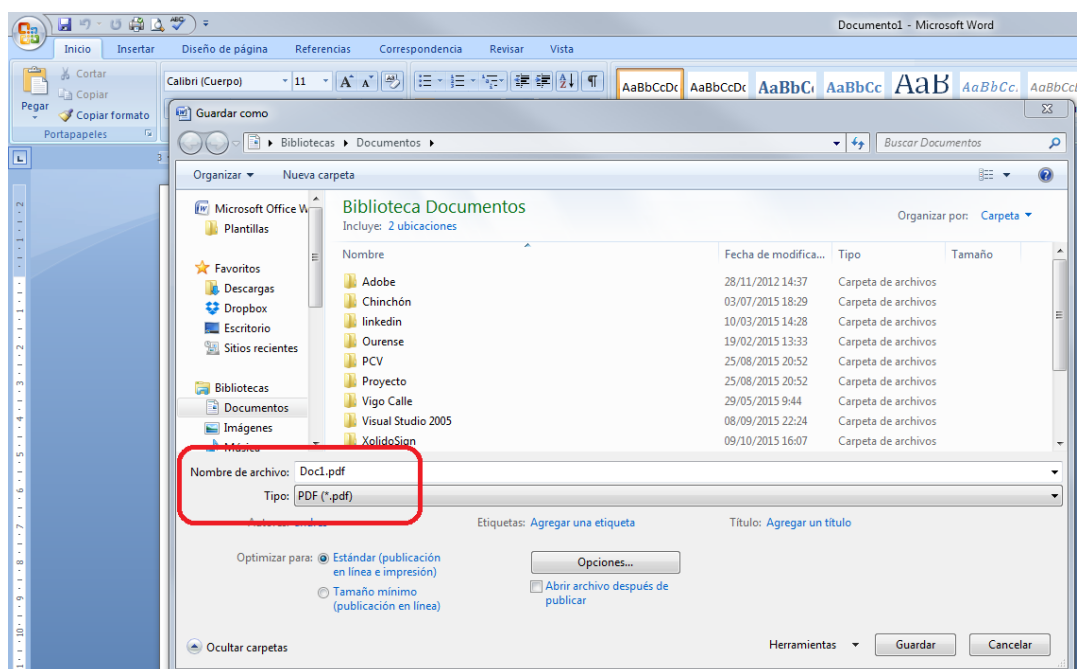 Documento1 - Microsoft Word
Inicio Insertar Diseño de página Referencias Correspondencia Revisar Vista
Pegar
Cortar
Copiar
Copiar formato
Portapapeles
Calibri (Cuerpo) 11
AaBbCcDc AaBbCcDc AaBbC AaBbCc AaB AaBbCc.
Guardar como
Bibliotecas Documentos
Buscar Documentos
Organizar Nueva carpeta
Microsoft Office W
Plantillas
Favoritos
Descargas
Dropbox
Escritorio
Sitios recientes
Bibliotecas
Documentos
Imágenes
Música
Biblioteca Documentos
Incluye: 2 ubicaciones
Organizar por: Carpeta
Nombre Fecha de modifica... Tipo Tamaño
Adobe 28/11/2012 14:37 Carpeta de archivos
Chinchón 03/07/2015 18:29 Carpeta de archivos
linkedin 10/03/2015 14:28 Carpeta de archivos
Ourense 19/02/2015 13:33 Carpeta de archivos
PCV 25/08/2015 20:52 Carpeta de archivos
Proyecto 25/08/2015 20:52 Carpeta de archivos
Vigo Calle 29/05/2015 9:44 Carpeta de archivos
Visual Studio 2005 08/09/2015 22:24 Carpeta de archivos
XolidoSign 09/10/2015 16:07 Carpeta de archivos
Nombre de archivo: Doc1.pdf
Tipo: PDF (*.pdf)
Etiquetas: Agregar una etiqueta Título: Agregar un título
Optimizar para: Estándar (publicación
en línea e impresión)
Tamaño mínimo
(publicación en línea)
Opciones...
Abrir archivo después de
publicar
Ocultar carpetas
Herramientas Guardar Cancelar